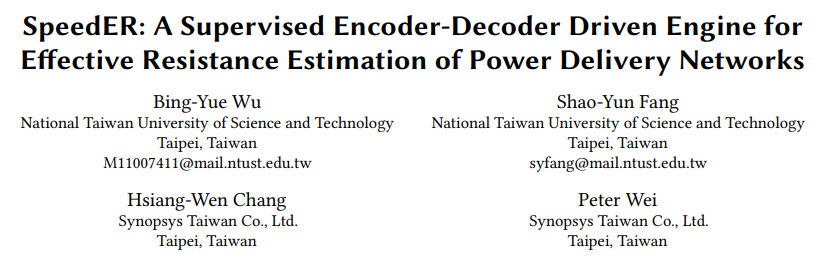 SpeedER: A Supervised Encoder-Decoder Driven Engine for
Effective Resistance Estimation of Power Delivery Networks
Bing-Yue Wu
National Taiwan University of Science and Technology
Taipei, Taiwan
M11007411@mail.ntust.edu.tw
Shao-Yun Fang
National Taiwan University of Science and Technology
Taipei, Taiwan
syfang@mail.ntust.edu.tw
Hsiang-Wen Chang
Synopsys Taiwan Co., Ltd.
Taipei, Taiwan
Peter Wei
Synopsys Taiwan Co., Ltd.
Taipei, Taiwan